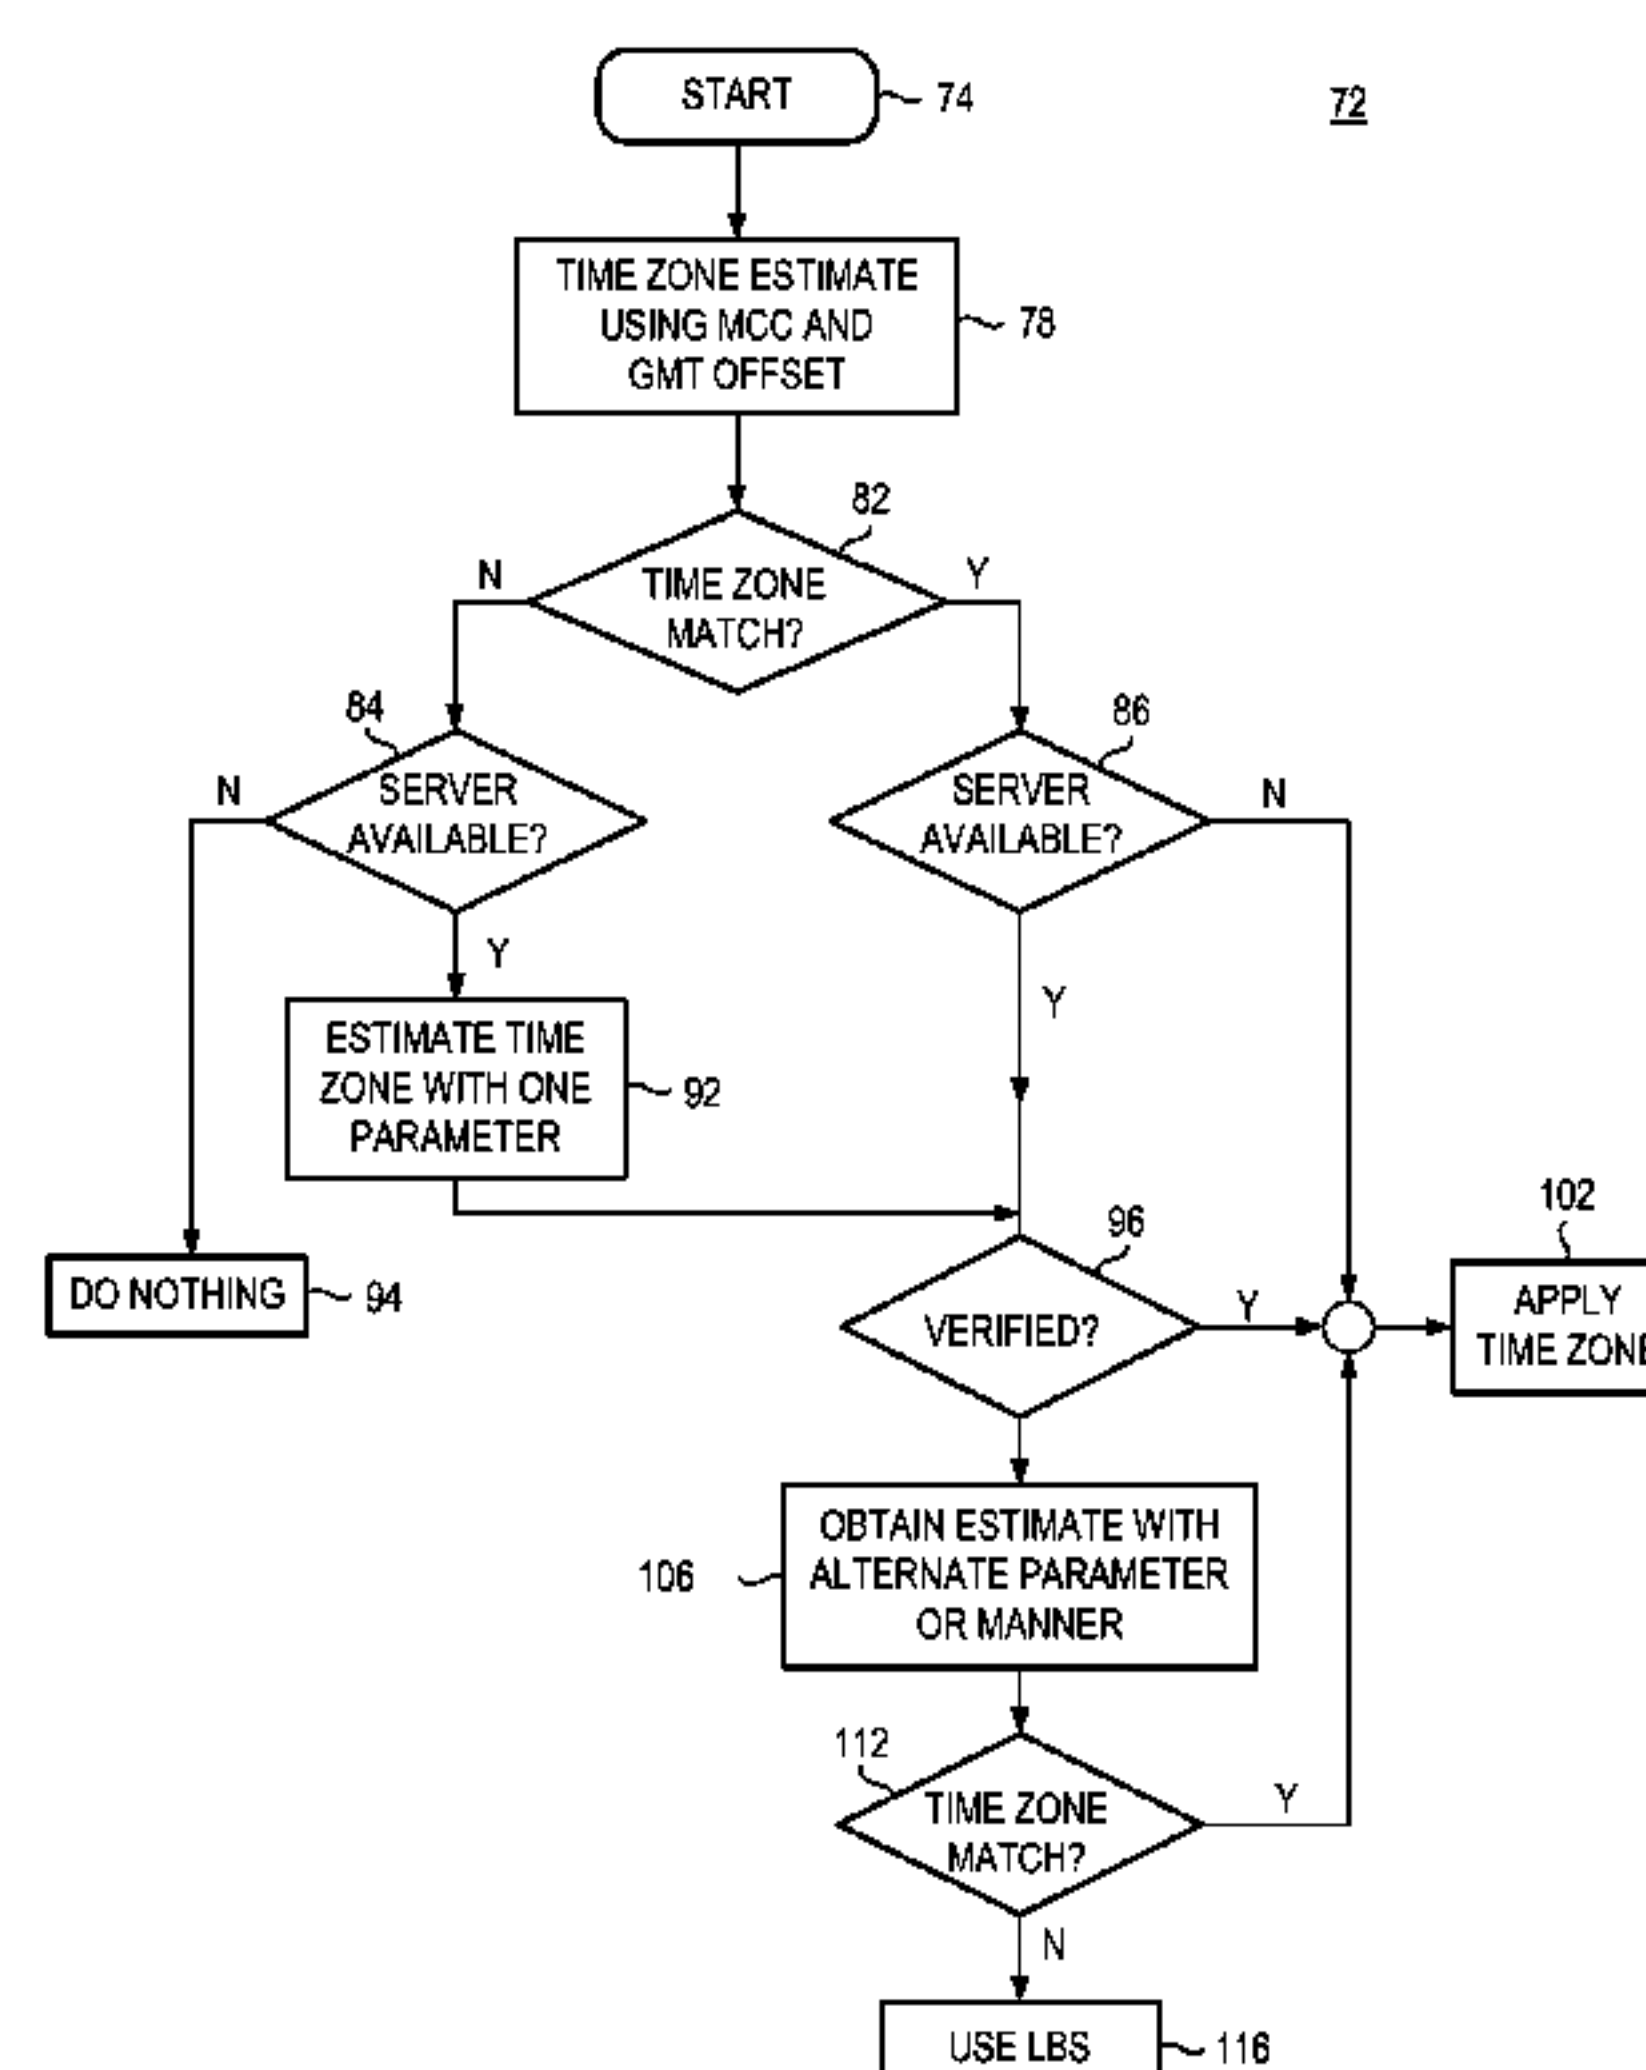 START
74
72
TIME ZONE ESTIMATE
USING MCC AND
GMT OFFSET
78
82
N
TIME ZONE
MATCH?
Y
84
N
SERVER
AVAILABLE?
86
SERVER
AVAILABLE?
N
Y
Y
ESTIMATE TIME
ZONE WITH ONE
PARAMETER
92
DO NOTHING
94
96
VERIFIED?
Y
102
APPLY
TIME ZONE
106
OBTAIN ESTIMATE WITH
ALTERNATE PARAMETER
OR MANNER
112
TIME ZONE
MATCH?
Y
N
USE LBS
116